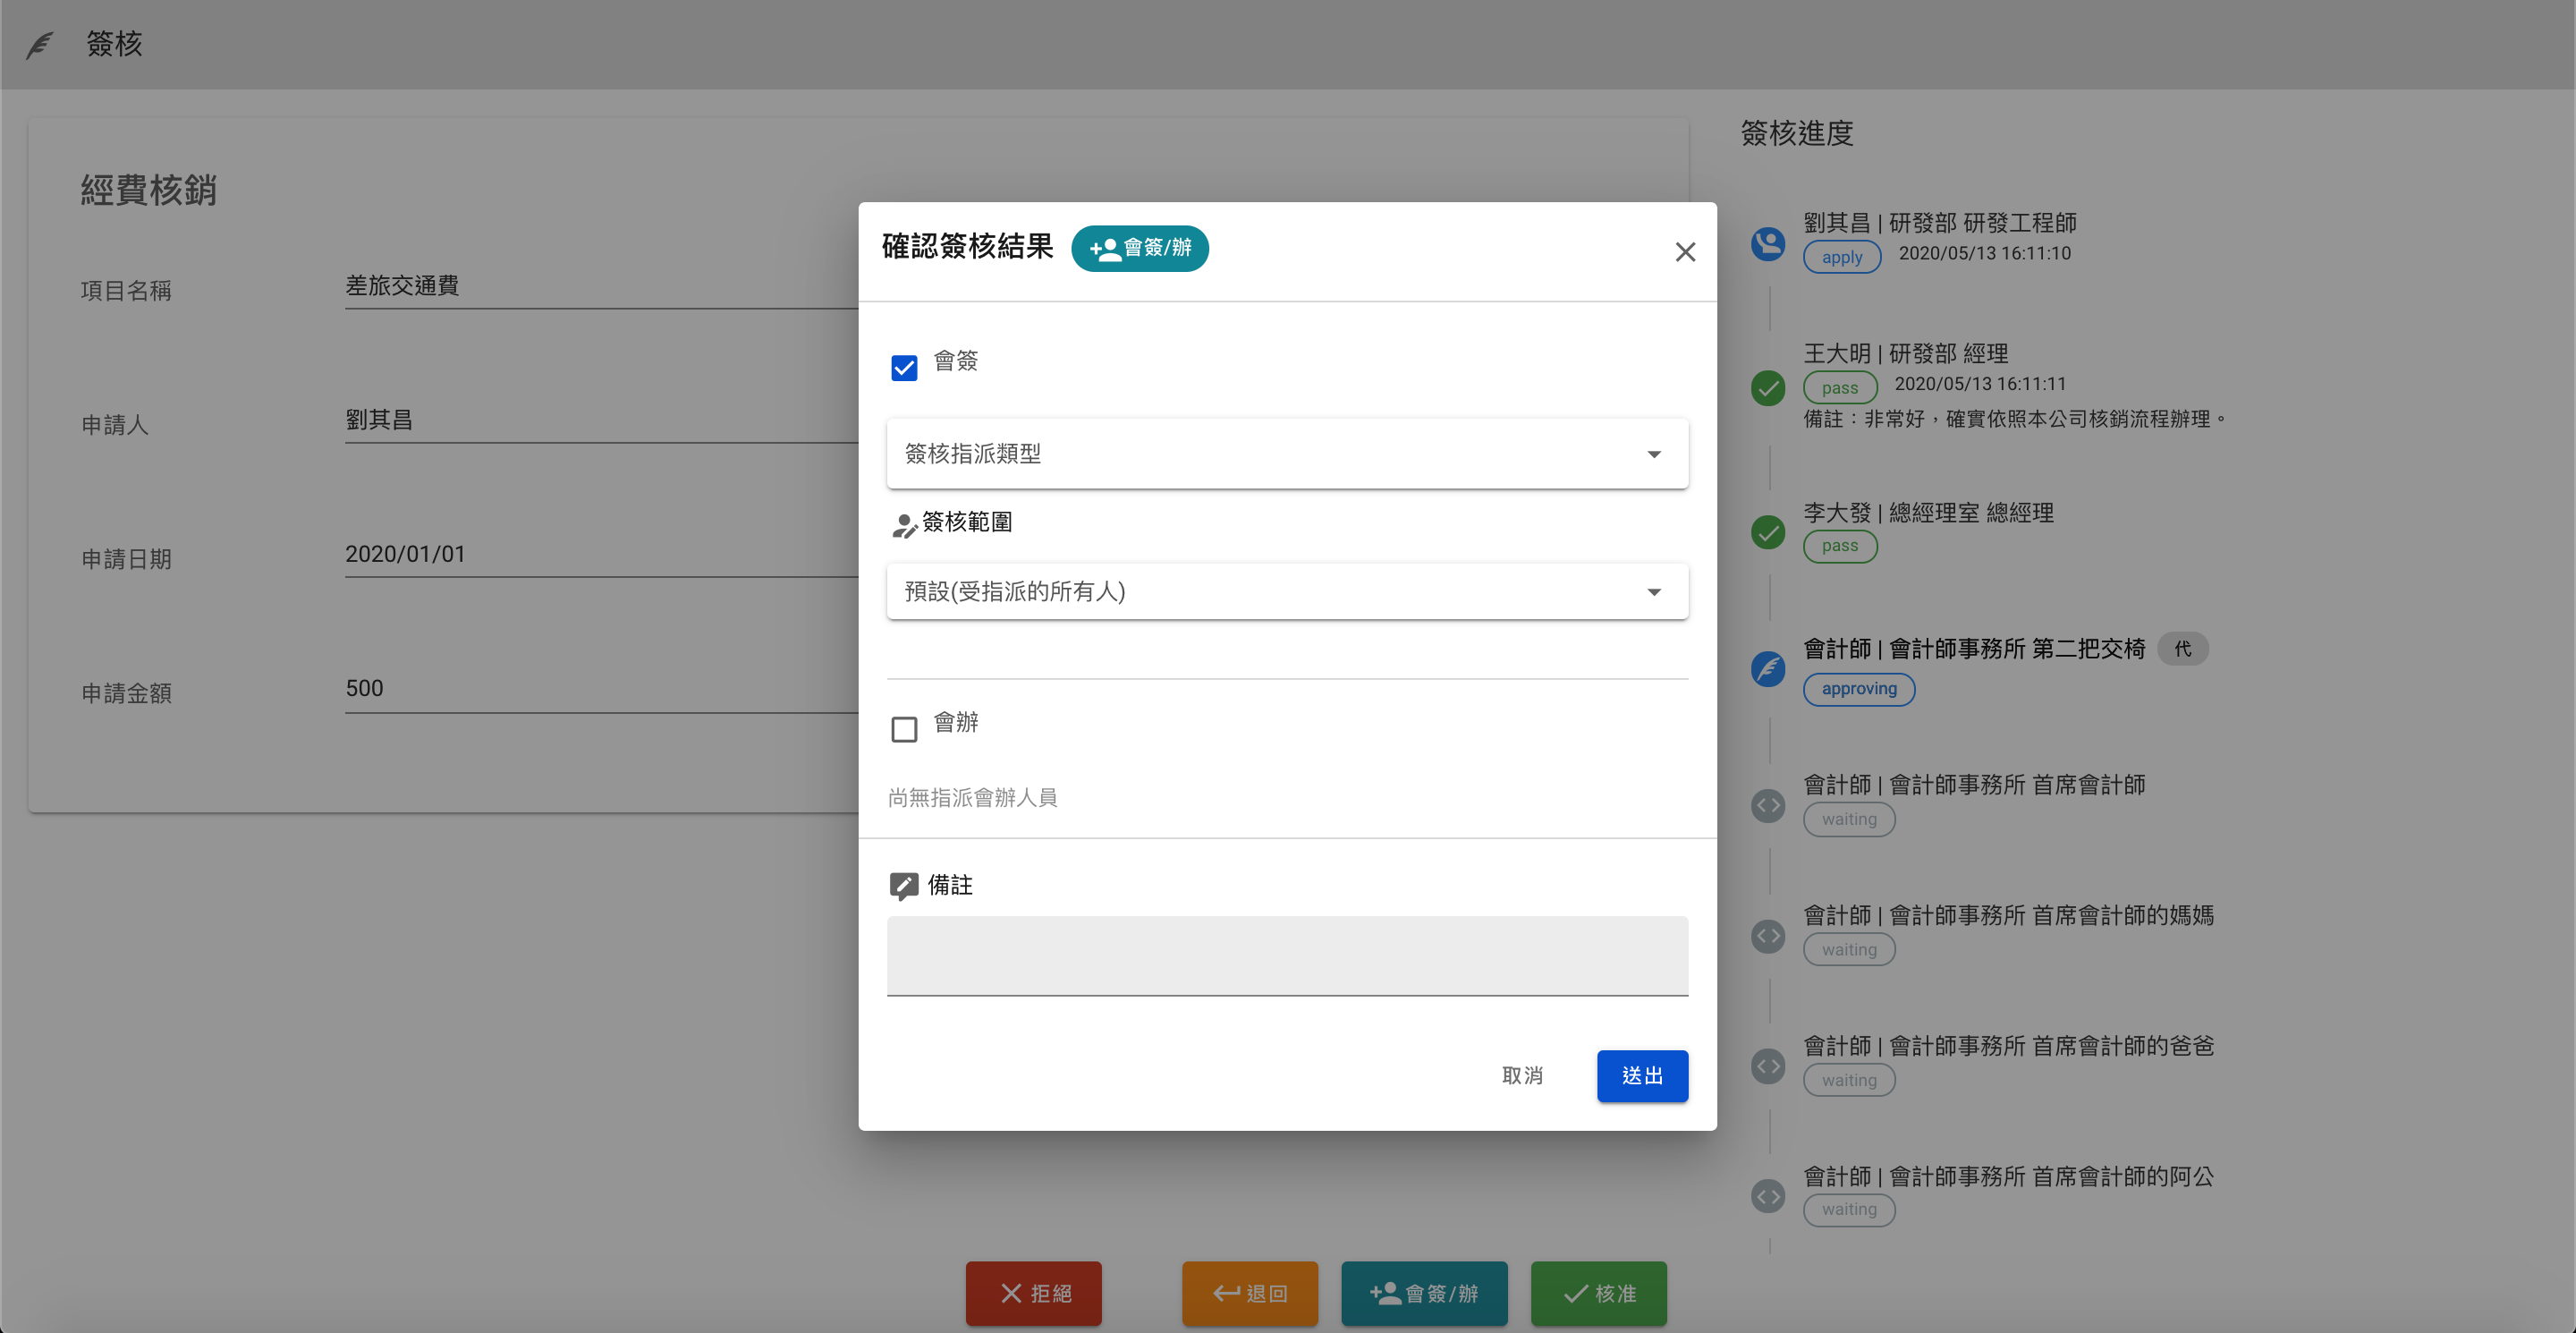 簽核
經費核銷
項目名稱
差旅交通費
申請人
劉其昌
申請日期
2020/01/01
申請金額
500
確認簽核結果
會簽/辦
會簽
簽核指派類型
簽核範圍
預設(受指派的所有人)
會辦
尚無指派會辦人員
備註
取消
送出
拒絕
退回
會簽/辦
核准
簽核進度
劉其昌 | 研發部 研發工程師
apply 2020/05/13 16:11:10
王大明 | 研發部 經理
pass 2020/05/13 16:11:11
備註：非常好，確實依照本公司核銷流程辦理。
李大發 | 總經理室 總經理
pass
會計師 | 會計師事務所 第二把交椅 代
approving
會計師 | 會計師事務所 首席會計師
waiting
會計師 | 會計師事務所 首席會計師的媽媽
waiting
會計師 | 會計師事務所 首席會計師的爸爸
waiting
會計師 | 會計師事務所 首席會計師的阿公
waiting